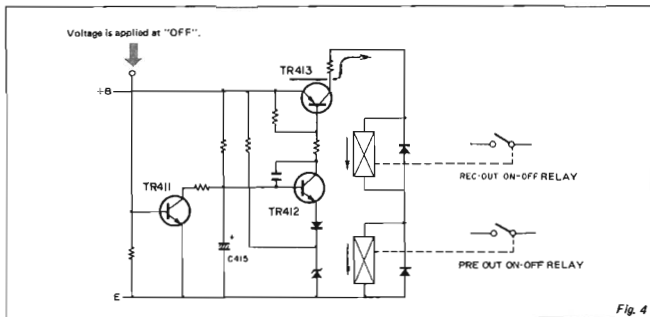 Voltage is applied at "OFF".
+B
TR413
TR411
TR412
C415
+
REC-OUT ON-OFF RELAY
PRE OUT ON-OFF RELAY
E
Fig. 4